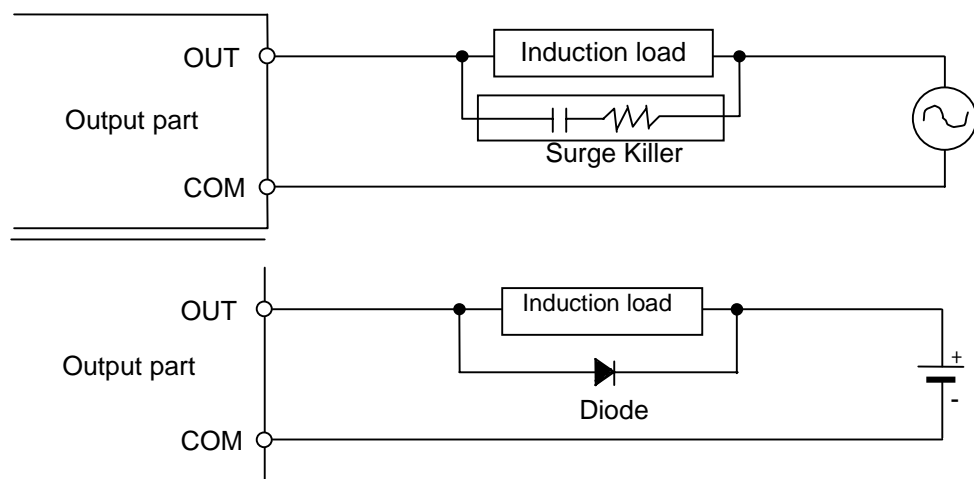 OUT
Induction load
Output part
Surge Killer
COM
OUT
Induction load
Output part
+
Diode
-
COM